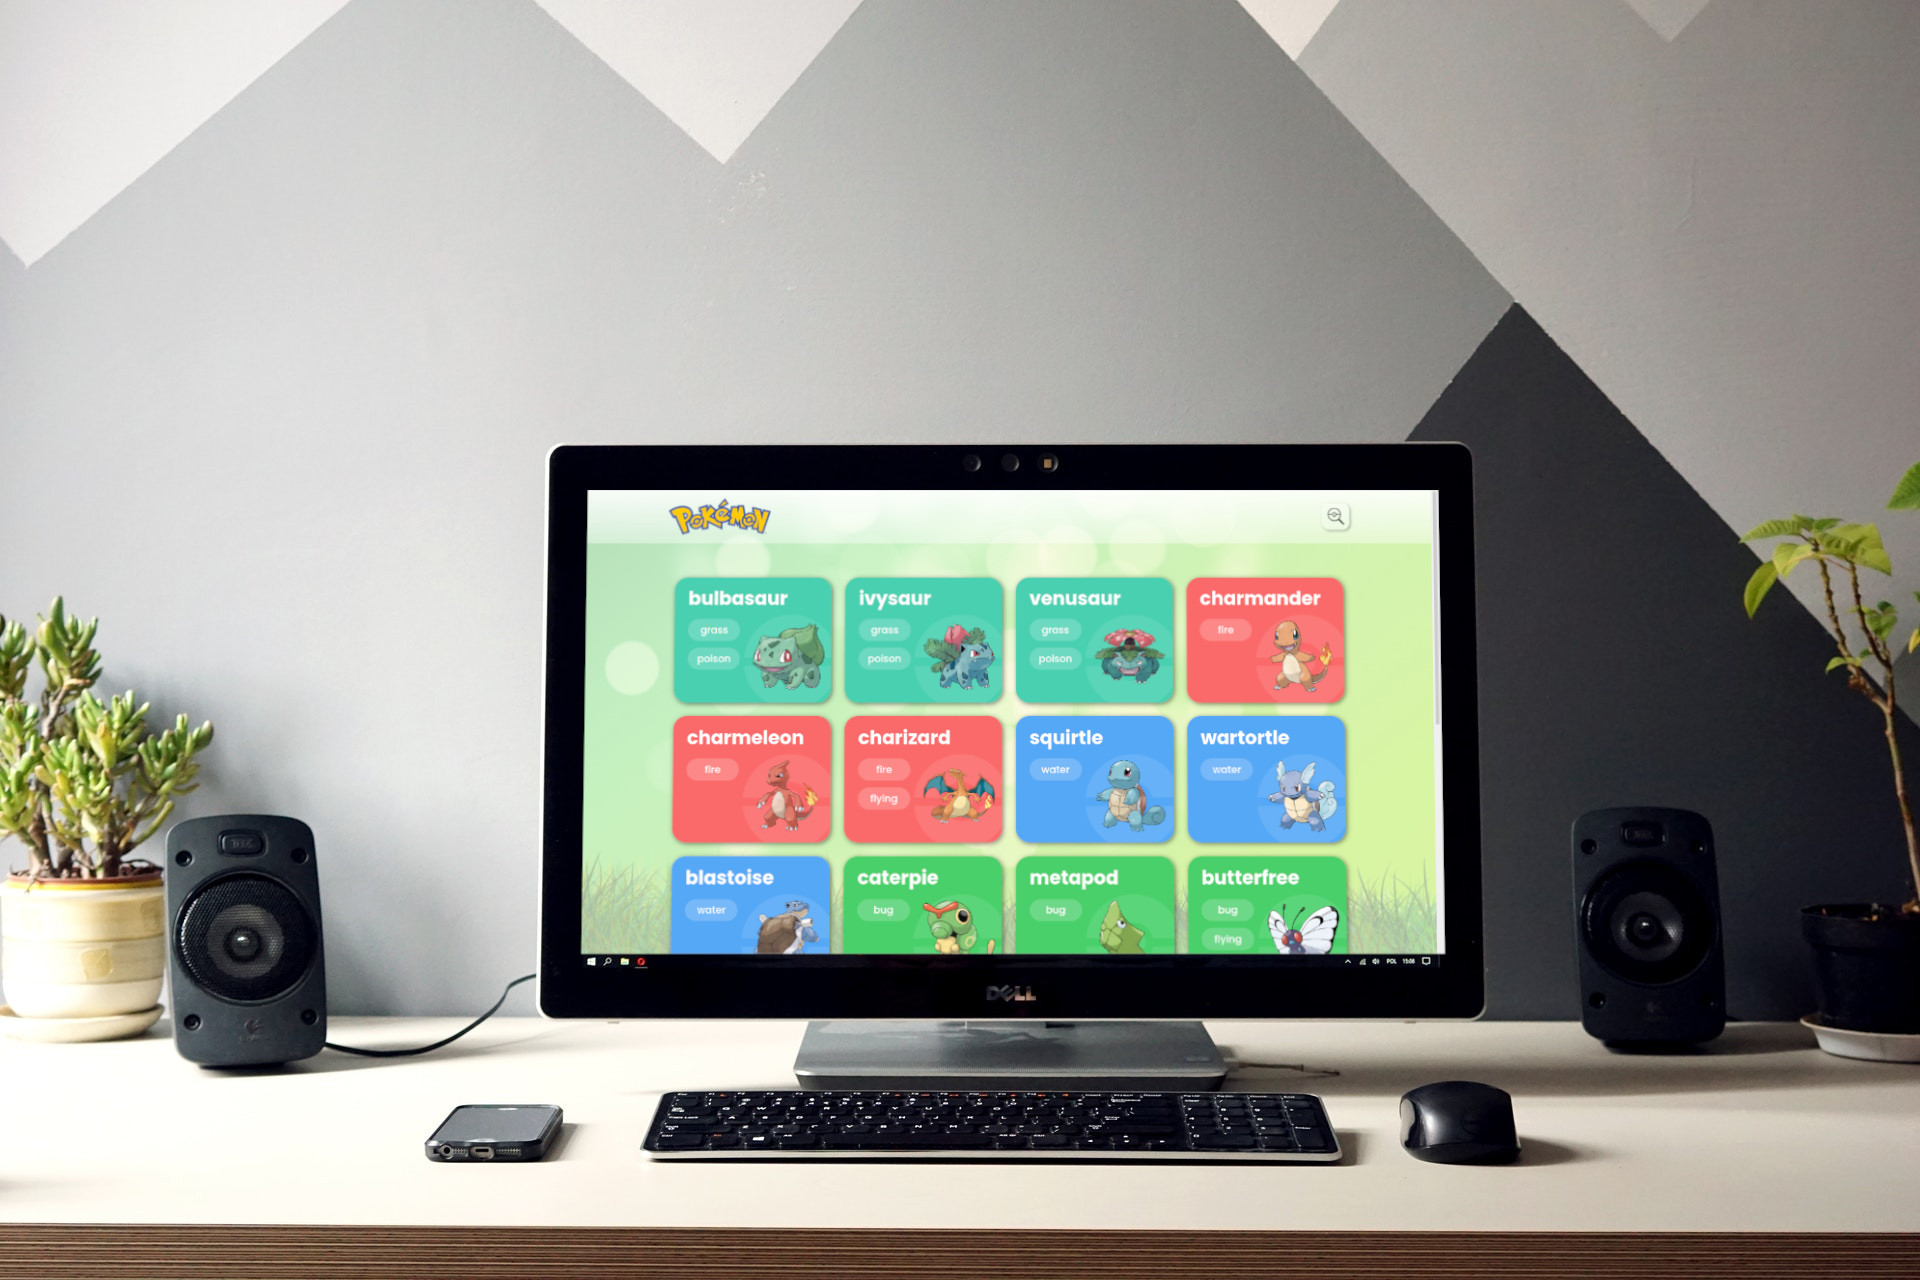 POKéMON
bulbasaur
grass
poison
ivysaur
grass
poison
venusaur
grass
poison
charmander
fire
charmeleon
fire
charizard
fire
flying
squirtle
water
wartortle
water
blastoise
water
caterpie
bug
metapod
bug
butterfree
bug
flying
POL 15:08
DELL